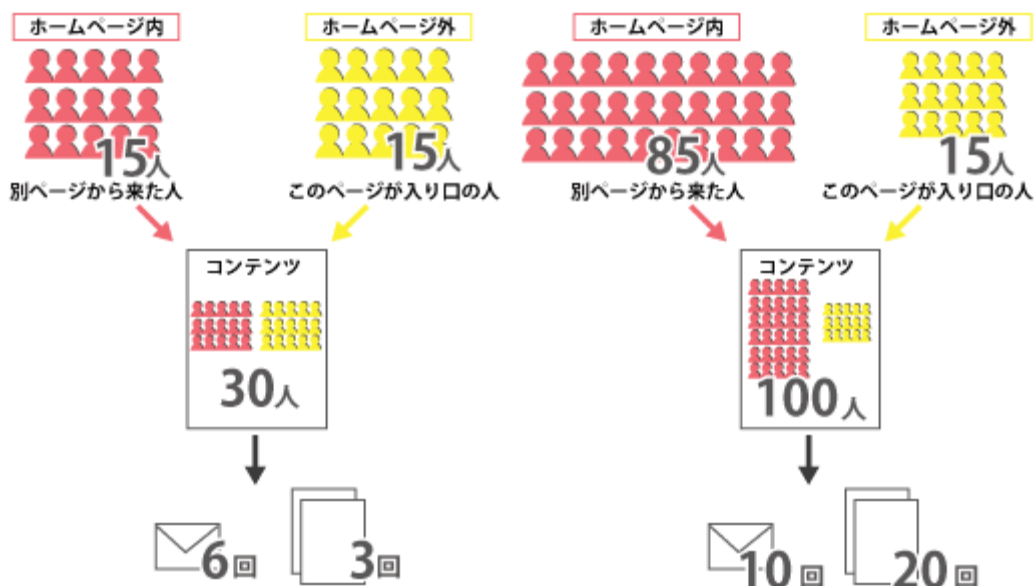 ホームページ内
ホームページ外
15人
15人
別ページから来た人
このページが入り口の人
コンテンツ
30人
6回
3回
ホームページ内
ホームページ外
85人
15人
別ページから来た人
このページが入り口の人
コンテンツ
100人
10回
20回